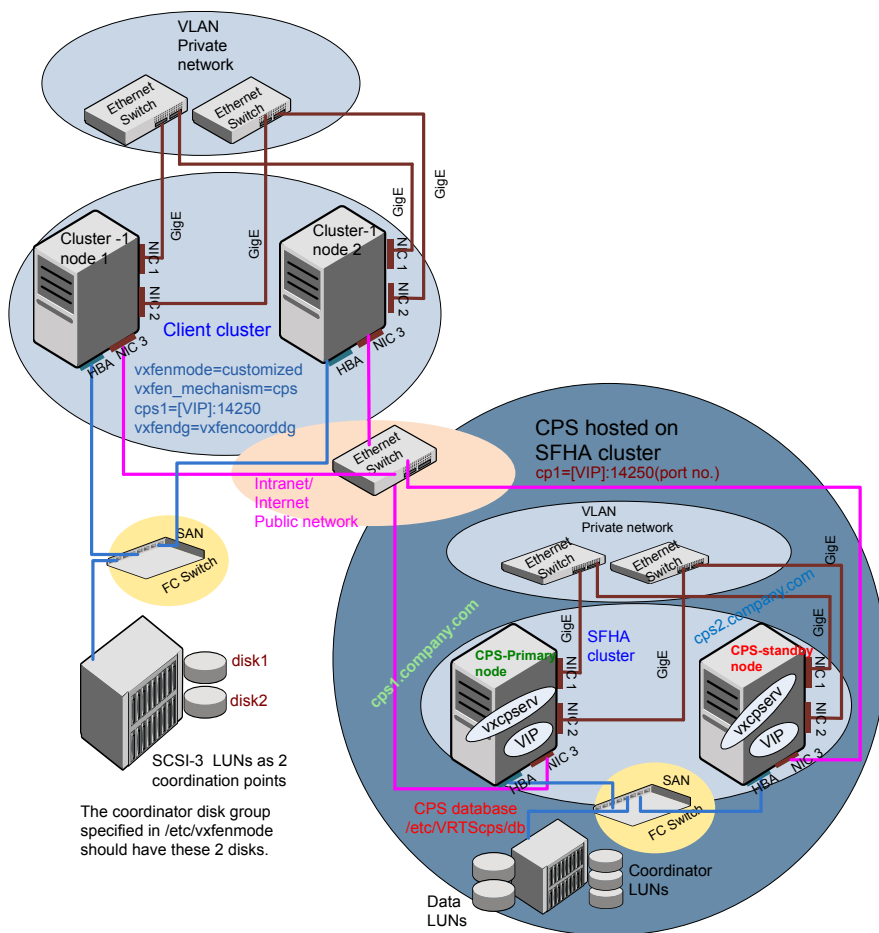 VLAN
Private
network
Ethernet
Switch
Ethernet
Switch
GigE
GigE
GigE
GigE
Cluster -1
node 1
NIC 1
NIC 2
NIC 3
HBA
Cluster-1
node 2
NIC 1
NIC 2
NIC 3
HBA
Client cluster
vxfenmode=customized
vxfen_mechanism=cps
cps1=[VIP]:14250
vxfendg=vxfencoorddg
Ethernet
Switch
Intranet/
Internet
Public network
SAN
FC Switch
disk1
disk2
SCSI-3 LUNs as 2
coordination points
The coordinator disk group
specified in /etc/vxfenmode
should have these 2 disks.
CPS hosted on
SFHA cluster
cp1=[VIP]:14250(port no.)
VLAN
Private network
Ethernet
Switch
Ethernet
Switch
GigE
GigE
GigE
GigE
cps1.company.com
cps2.company.com
SFHA
cluster
CPS-Primary
node
vxcpserv
VIP
NIC 1
NIC 2
NIC 3
HBA
CPS-standby
node
vxcpserv
VIP
NIC 1
NIC 2
NIC 3
HBA
SAN
FC Switch
CPS database
/etc/VRTScps/db
Data
LUNs
Coordinator
LUNs